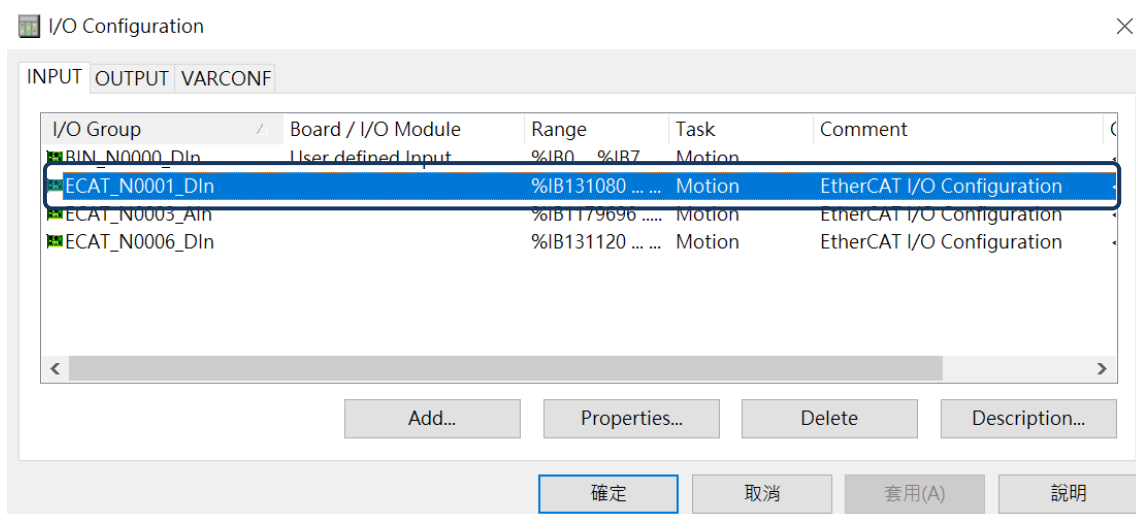 I/O Configuration
INPUT OUTPUT VARCONF
I/O Group Board / I/O Module Range Task Comment
BIN_N0000_DIn User defined Input %IB0 ... %IB7 Motion
ECAT_N0001_DIn %IB131080 ... ... Motion EtherCAT I/O Configuration
ECAT_N0003_AIn %IB1179696 ..... Motion EtherCAT I/O Configuration
ECAT_N0006_DIn %IB131120 ... ... Motion EtherCAT I/O Configuration
Add... Properties... Delete Description...
確定 取消 套用(A) 說明